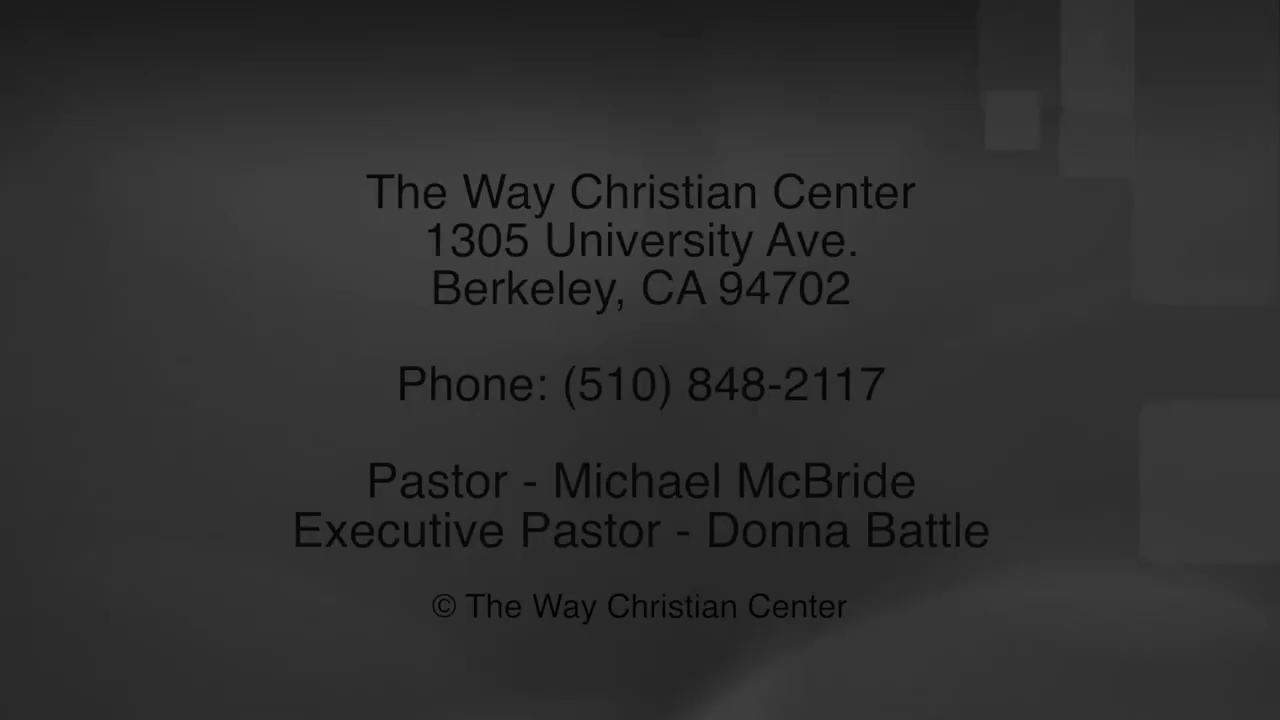 The Way Christian Center
1305 University Ave.
Berkeley, CA 94702
Phone: (510) 848-2117
Pastor - Michael McBride
Executive Pastor - Donna Battle
© The Way Christian Center